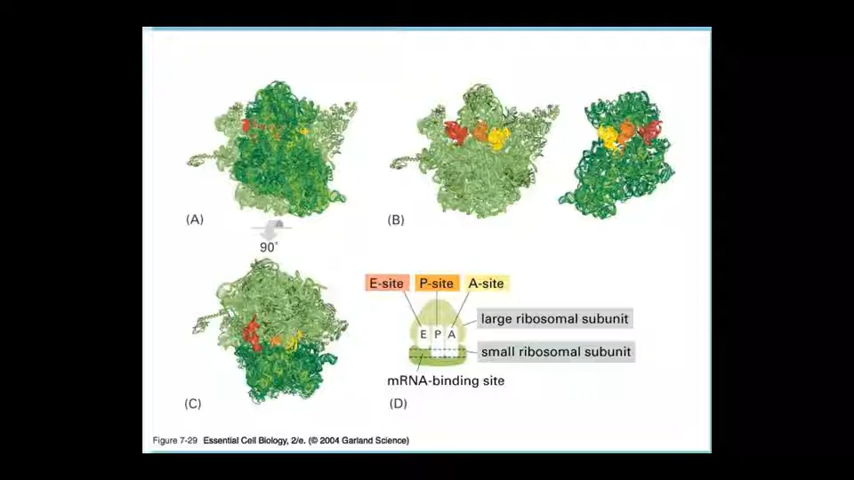 (A)
(B)
90°
E-site P-site A-site
large ribosomal subunit
E P A
small ribosomal subunit
mRNA-binding site
(C)
(D)
Figure 7-29 Essential Cell Biology, 2/e. (© 2004 Garland Science)